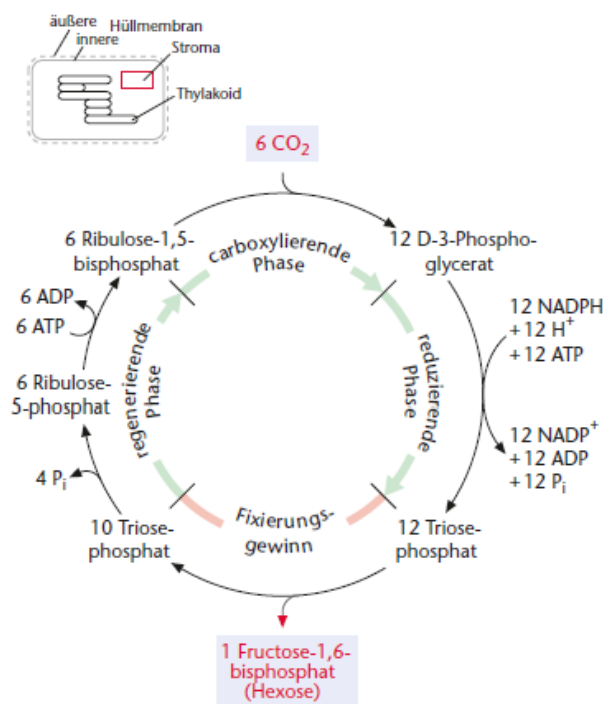 äußere
innere
Hüllmembran
Stroma
Thylakoid
6 CO₂
6 Ribulose-1,5-
bisphosphat
carboxylierende
Phase
12 D-3-Phospho-
glycerat
6 ADP
6 ATP
12 NADPH
+ 12 H⁺
+ 12 ATP
regenerierende
Phase
reduzierende
Phase
6 Ribulose-
5-phosphat
12 NADP⁺
+ 12 ADP
+ 12 Pᵢ
4 Pᵢ
10 Triose-
phosphat
Fixierungs-
gewinn
12 Triose-
phosphat
1 Fructose-1,6-
bisphosphat
(Hexose)